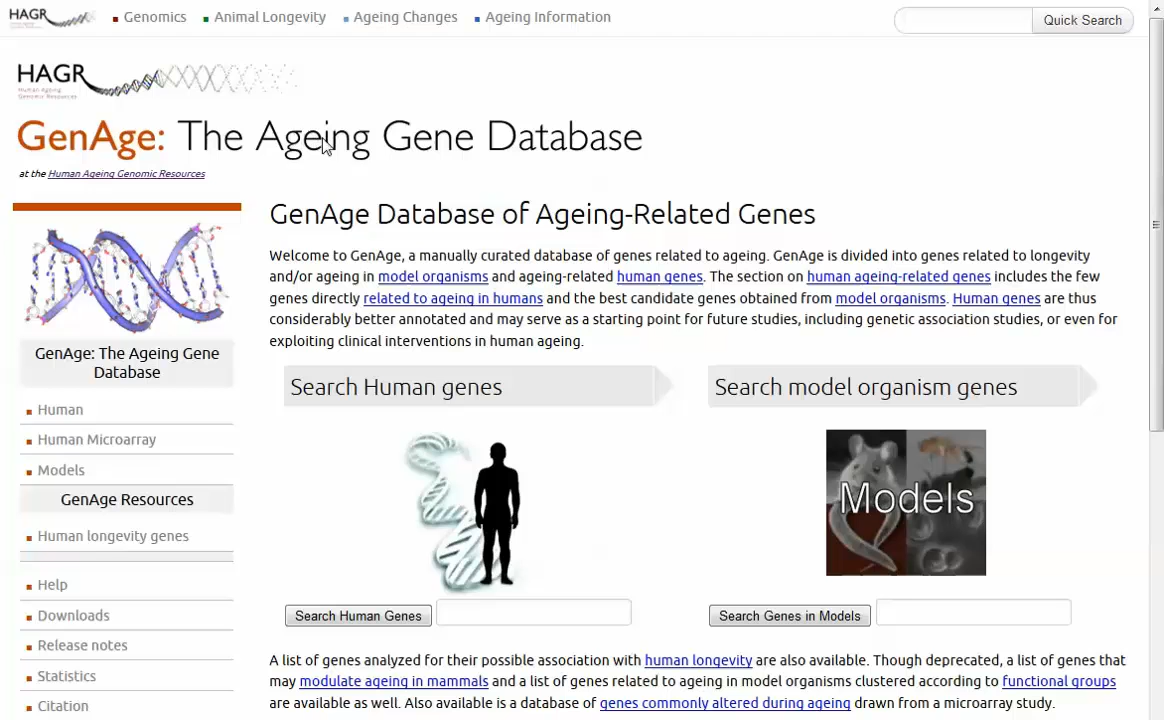 HAGR
Genomics
Animal Longevity
Ageing Changes
Ageing Information
Quick Search
HAGR
Human Ageing
Genomic Resources
GenAge: The Ageing Gene Database
at the Human Ageing Genomic Resources
GenAge: The Ageing Gene
Database
Human
Human Microarray
Models
GenAge Resources
Human longevity genes
Help
Downloads
Release notes
Statistics
Citation
GenAge Database of Ageing-Related Genes
Welcome to GenAge, a manually curated database of genes related to ageing. GenAge is divided into genes related to longevity
and/or ageing in model organisms and ageing-related human genes. The section on human ageing-related genes includes the few
genes directly related to ageing in humans and the best candidate genes obtained from model organisms. Human genes are thus
considerably better annotated and may serve as a starting point for future studies, including genetic association studies, or even for
exploiting clinical interventions in human ageing.
Search Human genes
Search Human Genes
Search model organism genes
Models
Search Genes in Models
A list of genes analyzed for their possible association with human longevity are also available. Though deprecated, a list of genes that
may modulate ageing in mammals and a list of genes related to ageing in model organisms clustered according to functional groups
are available as well. Also available is a database of genes commonly altered during ageing drawn from a microarray study.